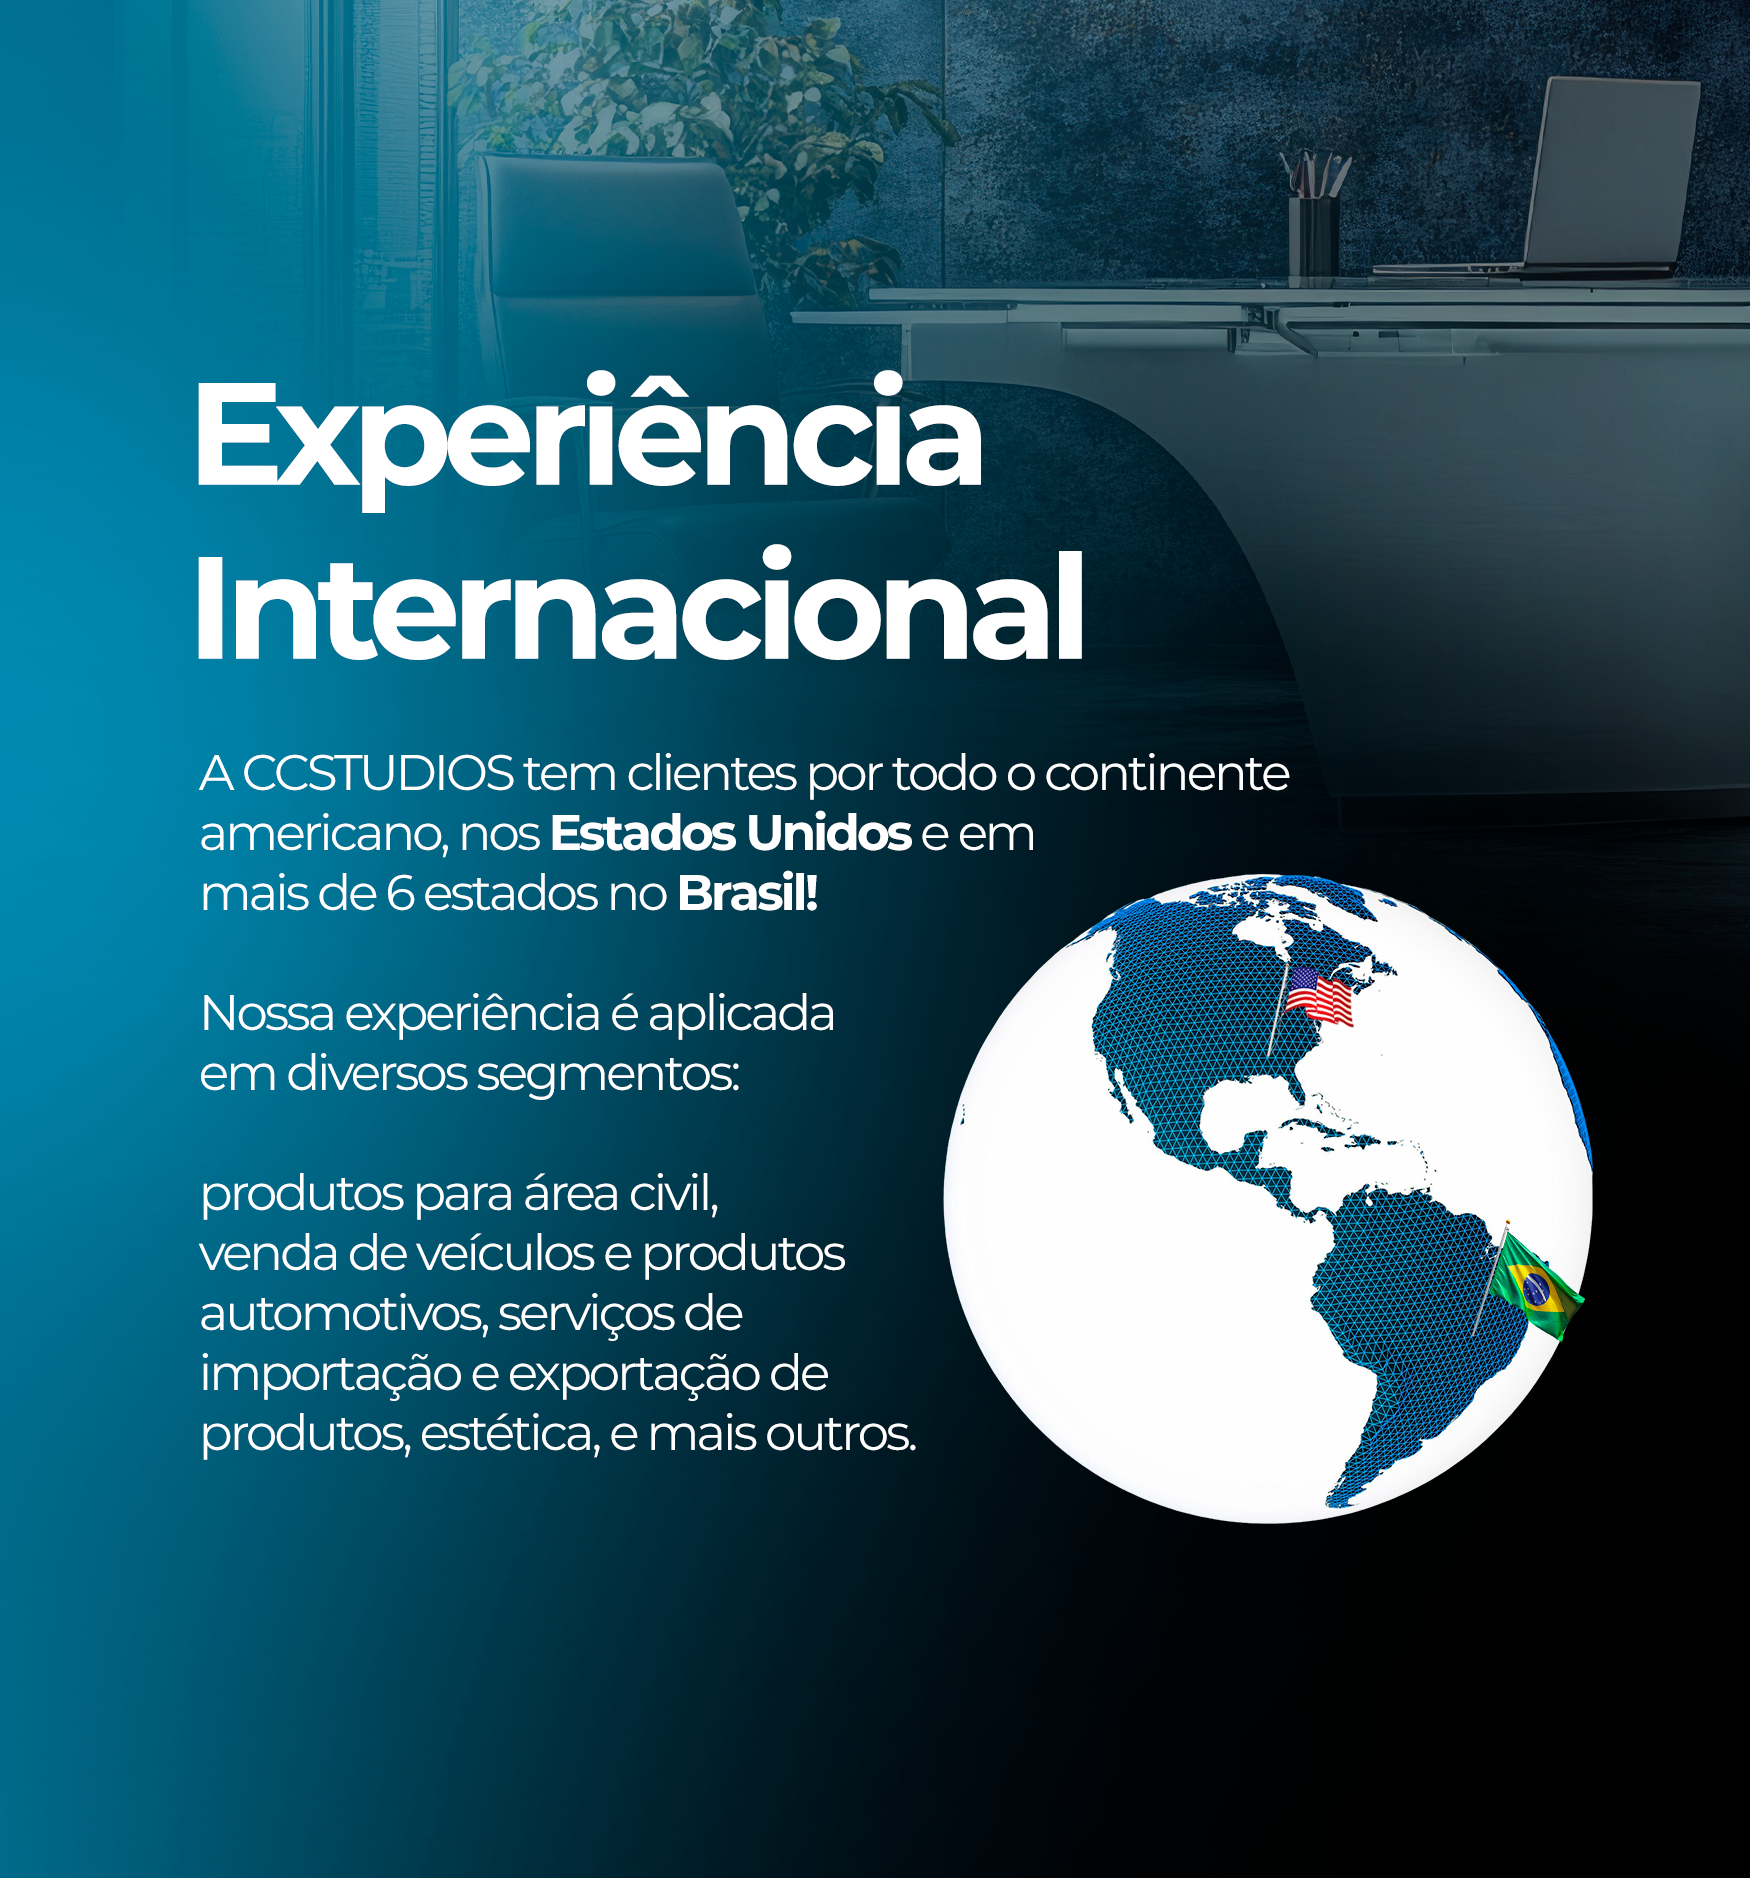 Experiência
Internacional
A CCSTUDIOS tem clientes por todo o continente
americano, nos Estados Unidos e em
mais de 6 estados no Brasil!
Nossa experiência é aplicada
em diversos segmentos:
produtos para área civil,
venda de veículos e produtos
automotivos, serviços de
importação e exportação de
produtos, estética, e mais outros.